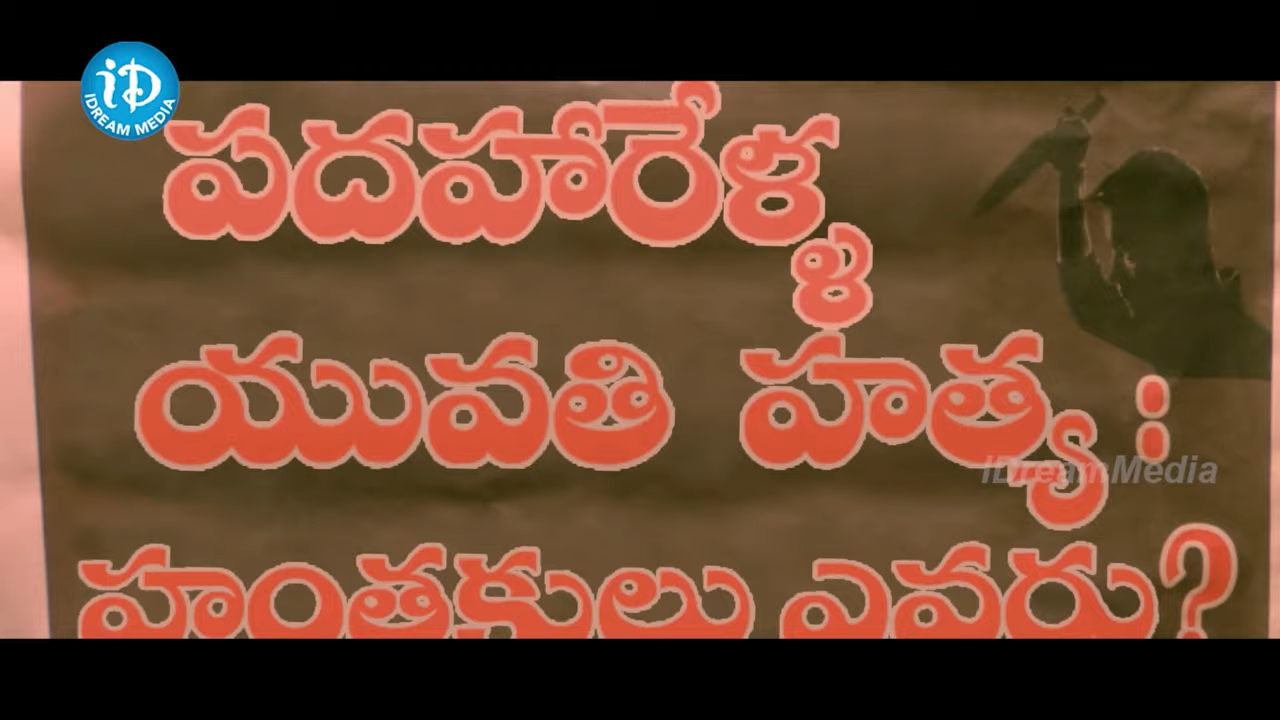 iD
IDREAM MEDIA
పదహారేళ్ళ
యువతి హత్య :
iDreamMedia
హంతకులు ఎవరు?